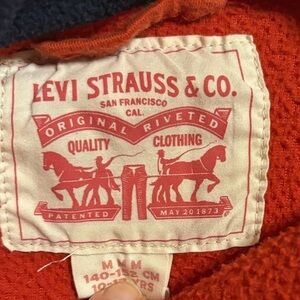 LEVI STRAUSS & CO.
SAN FRANCISCO
CAL.
ORIGINAL RIVETED
QUALITY CLOTHING
PATENTED MAY 20 1873
M M M
140-152 CM